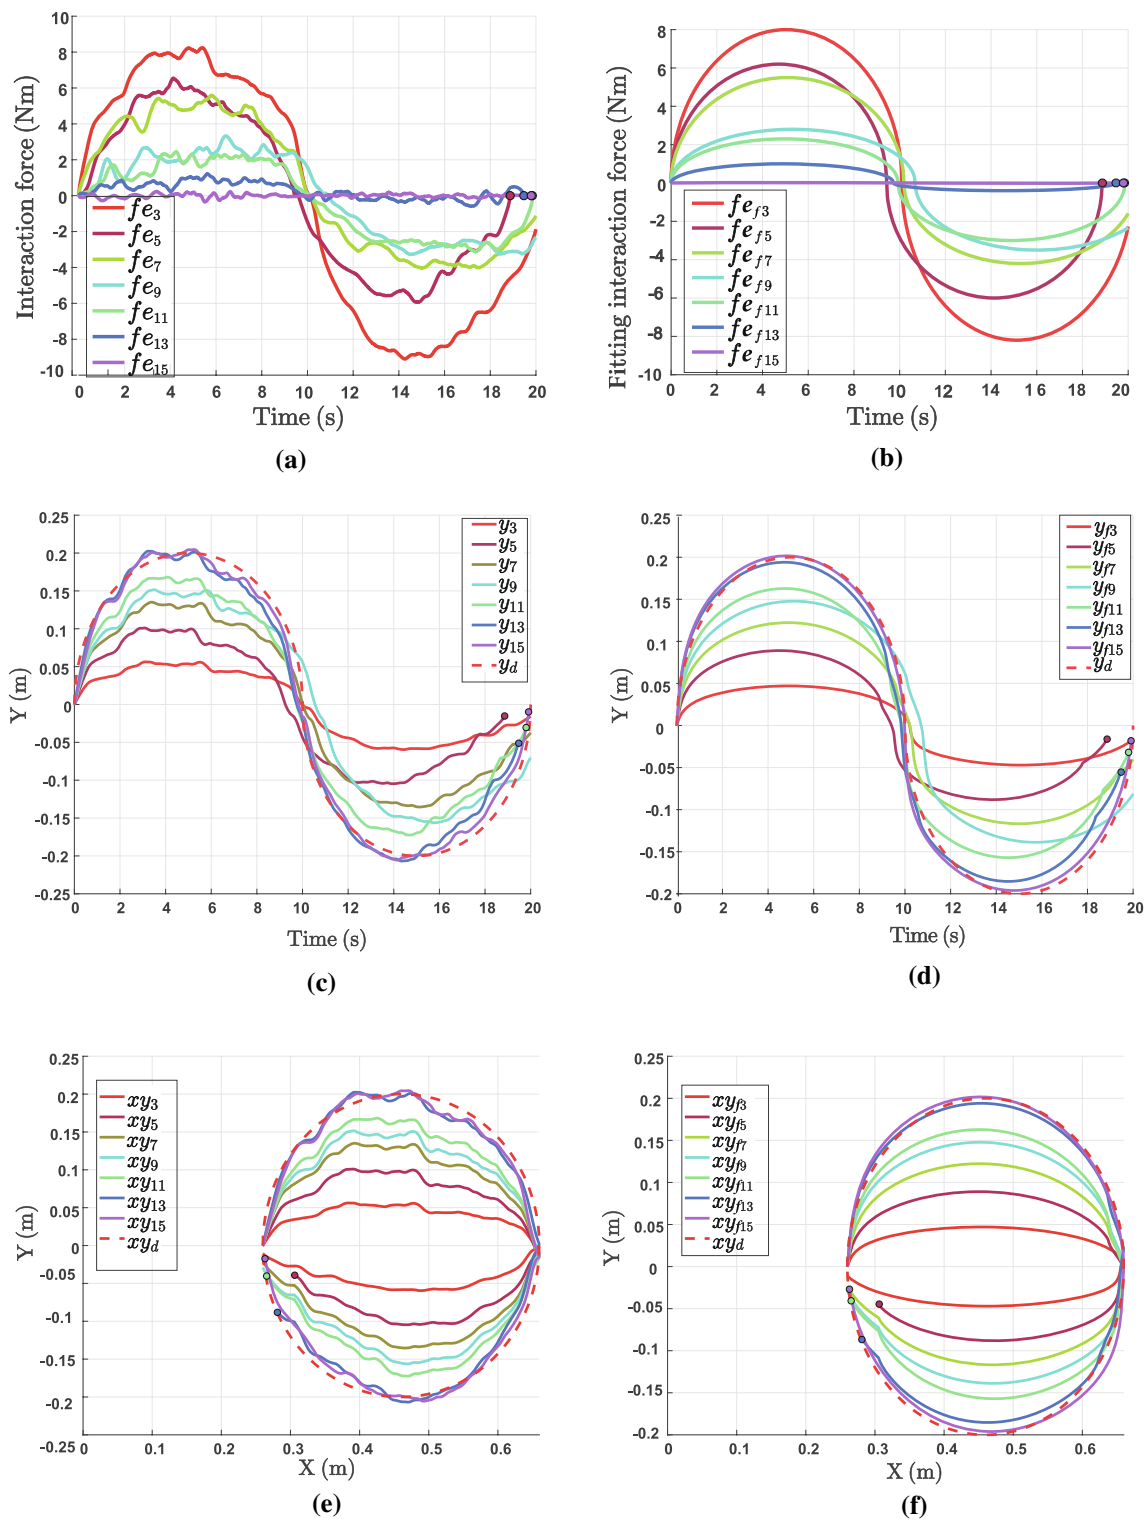 10
8
6
4
2
0
-2
-4
-6
-8
-10
Interaction force (Nm)
fe3
fe5
fe7
fe9
fe11
fe13
fe15
0 2 4 6 8 10 12 14 16 18 20
Time (s)
(a)
8
6
4
2
0
-2
-4
-6
-8
-10
Fitting interaction force (Nm)
fef3
fef5
fef7
fef9
fef11
fef13
fef15
0 2 4 6 8 10 12 14 16 18 20
Time (s)
(b)
0.25
0.2
0.15
0.1
0.05
0
-0.05
-0.1
-0.15
-0.2
-0.25
Y (m)
y3
y5
y7
y9
y11
y13
y15
yd
0 2 4 6 8 10 12 14 16 18 20
Time (s)
(c)
0.25
0.2
0.15
0.1
0.05
0
-0.05
-0.1
-0.15
-0.2
Y (m)
yf3
yf5
yf7
yf9
yf11
yf13
yf15
yd
0 2 4 6 8 10 12 14 16 18 20
Time (s)
(d)
0.25
0.2
0.15
0.1
0.05
0
-0.05
-0.1
-0.15
-0.2
-0.25
Y (m)
xy3
xy5
xy7
xy9
xy11
xy13
xy15
xyd
0 0.1 0.2 0.3 0.4 0.5 0.6
X (m)
(e)
0.25
0.2
0.15
0.1
0.05
0
-0.05
-0.1
-0.15
-0.2
Y (m)
xyf3
xyf5
xyf7
xyf9
xyf11
xyf13
xyf15
xyd
0 0.1 0.2 0.3 0.4 0.5 0.6
X (m)
(f)